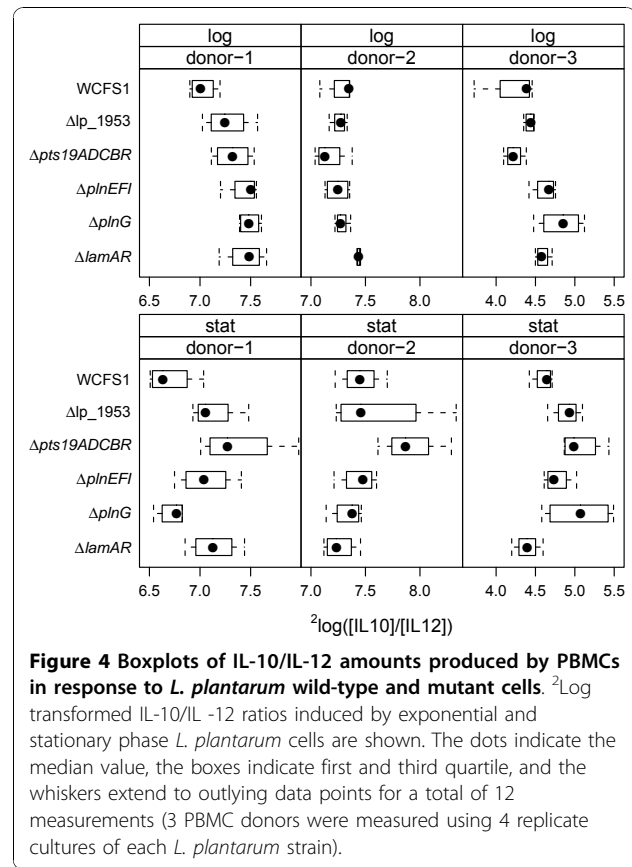 log log log
donor−1 donor−2 donor−3
WCFS1
Δlp_1953
Δpts19ADCBR
ΔplnEFI
ΔplnG
ΔlamAR
6.5 7.0 7.5 7.0 7.5 8.0 4.0 4.5 5.0 5.5
stat stat stat
donor−1 donor−2 donor−3
WCFS1
Δlp_1953
Δpts19ADCBR
ΔplnEFI
ΔplnG
ΔlamAR
6.5 7.0 7.5 7.0 7.5 8.0 4.0 4.5 5.0 5.5
²log([IL10]/[IL12])
Figure 4 Boxplots of IL-10/IL-12 amounts produced by PBMCs
in response to L. plantarum wild-type and mutant cells. ²Log
transformed IL-10/IL -12 ratios induced by exponential and
stationary phase L. plantarum cells are shown. The dots indicate the
median value, the boxes indicate first and third quartile, and the
whiskers extend to outlying data points for a total of 12
measurements (3 PBMC donors were measured using 4 replicate
cultures of each L. plantarum strain).